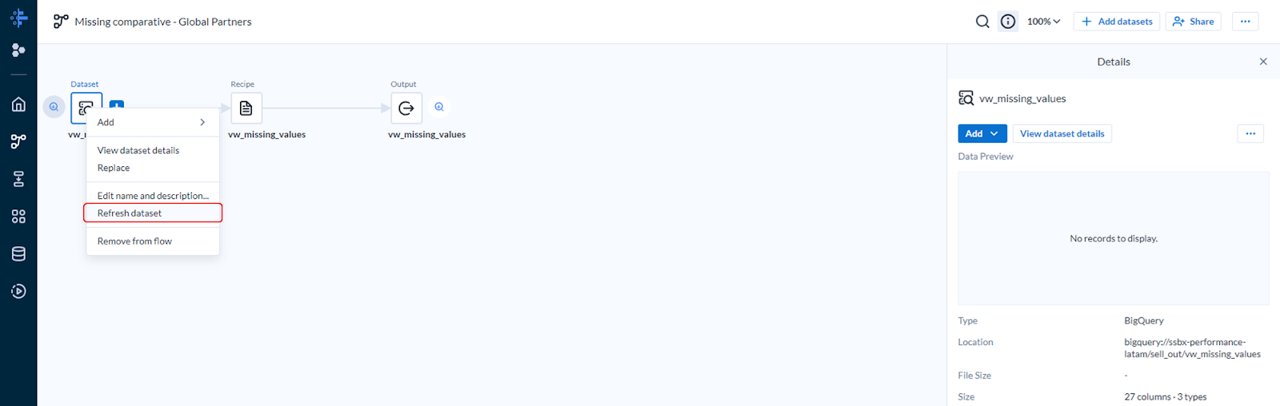 Missing comparative - Global Partners
100%
Add datasets
Share
Dataset
Recipe
Output
vw_missing_values
vw_missing_values
Add
View dataset details
Replace
Edit name and description...
Refresh dataset
Remove from flow
Details
vw_missing_values
Add
View dataset details
Data Preview
No records to display.
Type
BigQuery
Location
bigquery://ssbx-performance-
latam/sell_out/vw_missing_values
File Size
-
Size
27 columns · 3 types